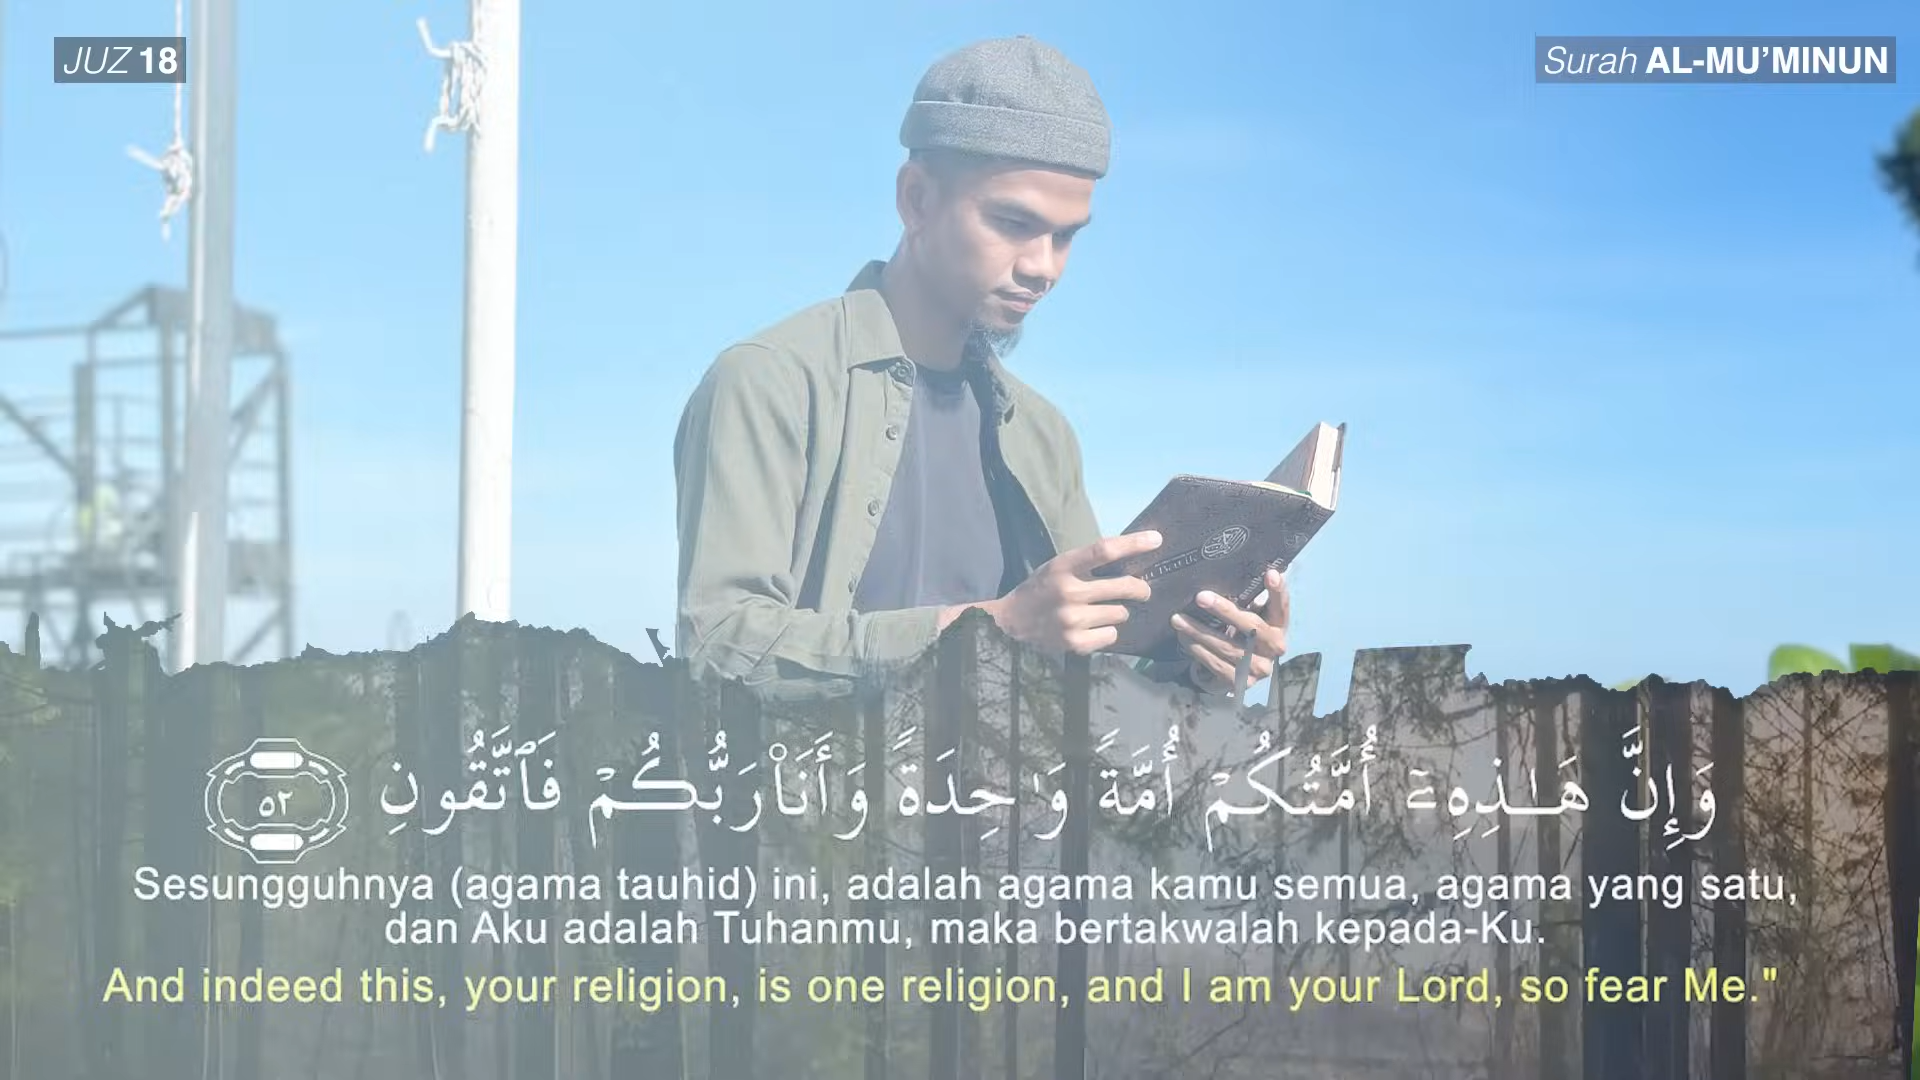 JUZ 18
Surah AL-MU’MINUN
وَإِنَّ هَـٰذِهِۦٓ أُمَّتُكُمۡ أُمَّةً وَٰحِدَةً وَأَنَا۠ رَبُّكُمۡ فَٱتَّقُونِ ٥٢
Sesungguhnya (agama tauhid) ini, adalah agama kamu semua, agama yang satu,
dan Aku adalah Tuhanmu, maka bertakwalah kepada-Ku.
And indeed this, your religion, is one religion, and I am your Lord, so fear Me."